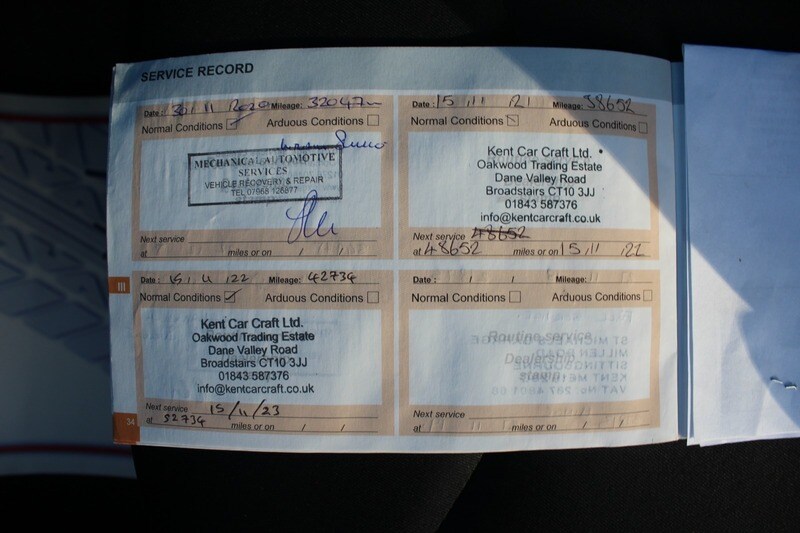 SERVICE RECORD
Date: 30/11/2020 Mileage: 32047
Normal Conditions Arduous Conditions
MECHANICAL AUTOMOTIVE
SERVICES
VEHICLE RECOVERY & REPAIR
Next service
at miles or on / /
Date: 15/11/21 Mileage: 38652
Normal Conditions Arduous Conditions
Kent Car Craft Ltd.
Oakwood Trading Estate
Dane Valley Road
Broadstairs CT10 3JJ
01843 587376
info@kentcarcraft.co.uk
Next service 48652
at 48652 miles or on 15/11/22
III
Date: 15/11/22 Mileage: 42734
Normal Conditions Arduous Conditions
Kent Car Craft Ltd.
Oakwood Trading Estate
Dane Valley Road
Broadstairs CT10 3JJ
01843 587376
info@kentcarcraft.co.uk
Next service 15/11/23
at 52734 miles or on / /
34
Date: / / Mileage:
Normal Conditions Arduous Conditions
Routine service
Dealership
stamp
Next service
at miles or on / /